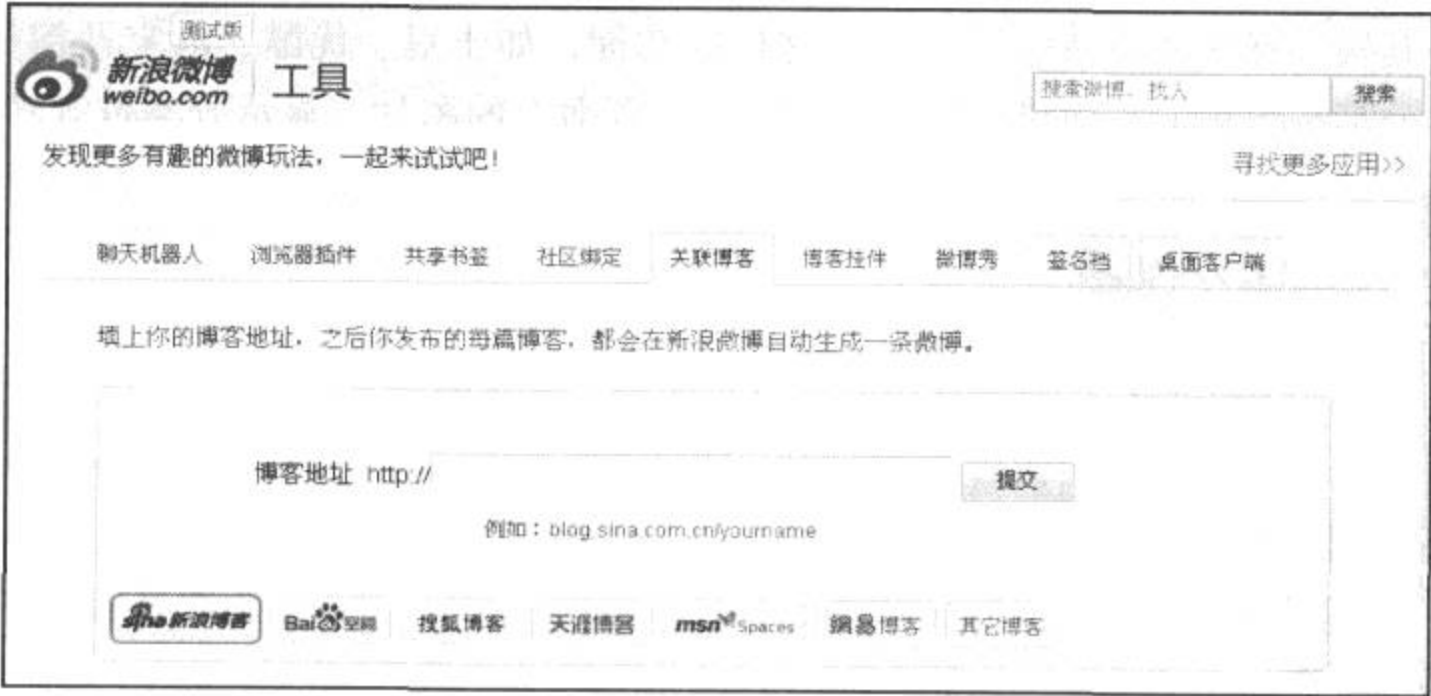 测试版
新浪微博
weibo.com
工具
搜索微博、找人 搜索
发现更多有趣的微博玩法，一起来试试吧！
寻找更多应用>>
聊天机器人 浏览器插件 共享书签 社区绑定 关联博客 博客挂件 微博秀 签名档 桌面客户端
填上你的博客地址，之后你发布的每篇博客，都会在新浪微博自动生成一条微博。
博客地址 http:// 提交
例如：blog.sina.com.cn/yourname
sina新浪博客 Bai空间 搜狐博客 天涯博客 msn Spaces 網易博客 其它博客